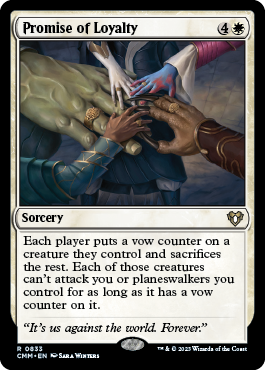 Promise of Loyalty 4
Sorcery
Each player puts a vow counter on a
creature they control and sacrifices
the rest. Each of those creatures
can't attack you or planeswalkers you
control for as long as it has a vow
counter on it.
“It's us against the world. Forever.”
R 0833
CMM • EN Sara Winters
™ & © 2023 Wizards of the Coast